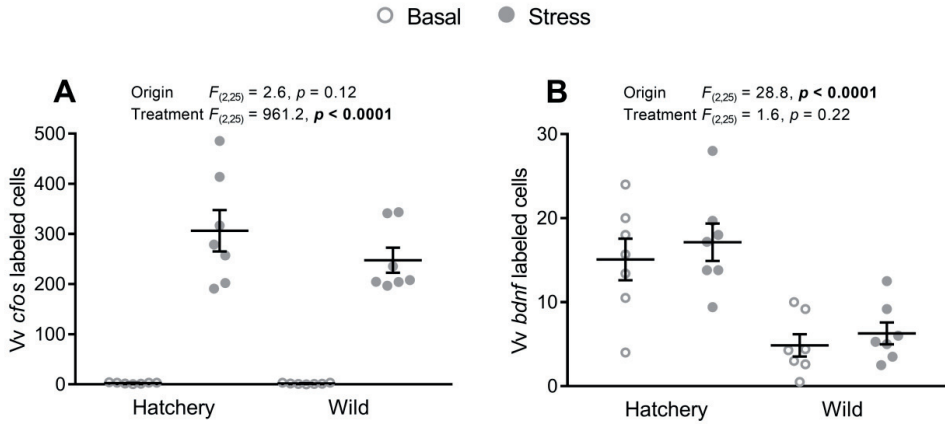 Basal Stress
A
Origin F(2,25) = 2.6, p = 0.12
Treatment F(2,25) = 961.2, p < 0.0001
500
400
300
200
100
0
Vv cfos labeled cells
Hatchery Wild
B
Origin F(2,25) = 28.8, p < 0.0001
Treatment F(2,25) = 1.6, p = 0.22
30
20
10
0
Vv bdnf labeled cells
Hatchery Wild